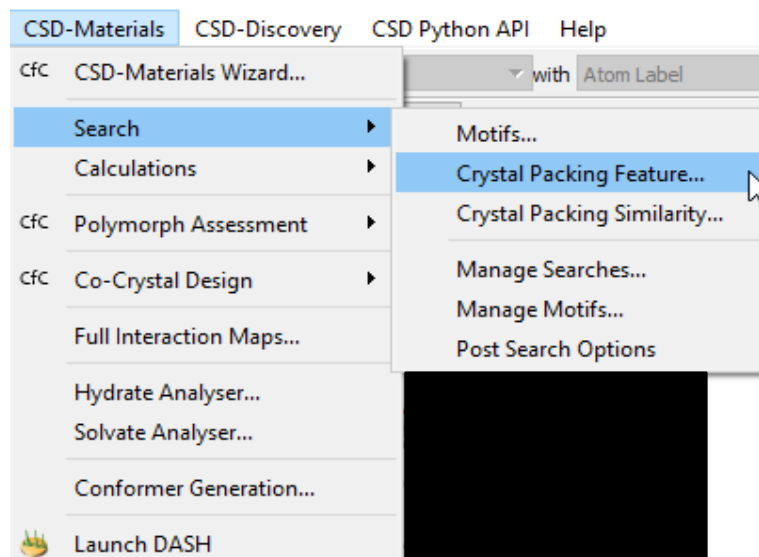 CSD-Materials CSD-Discovery CSD Python API Help
CfC CSD-Materials Wizard...
with Atom Label
Search
Motifs...
Calculations
Crystal Packing Feature...
CfC Polymorph Assessment
Crystal Packing Similarity...
CfC Co-Crystal Design
Manage Searches...
Full Interaction Maps...
Manage Motifs...
Post Search Options
Hydrate Analyser...
Solvate Analyser...
Conformer Generation...
Launch DASH